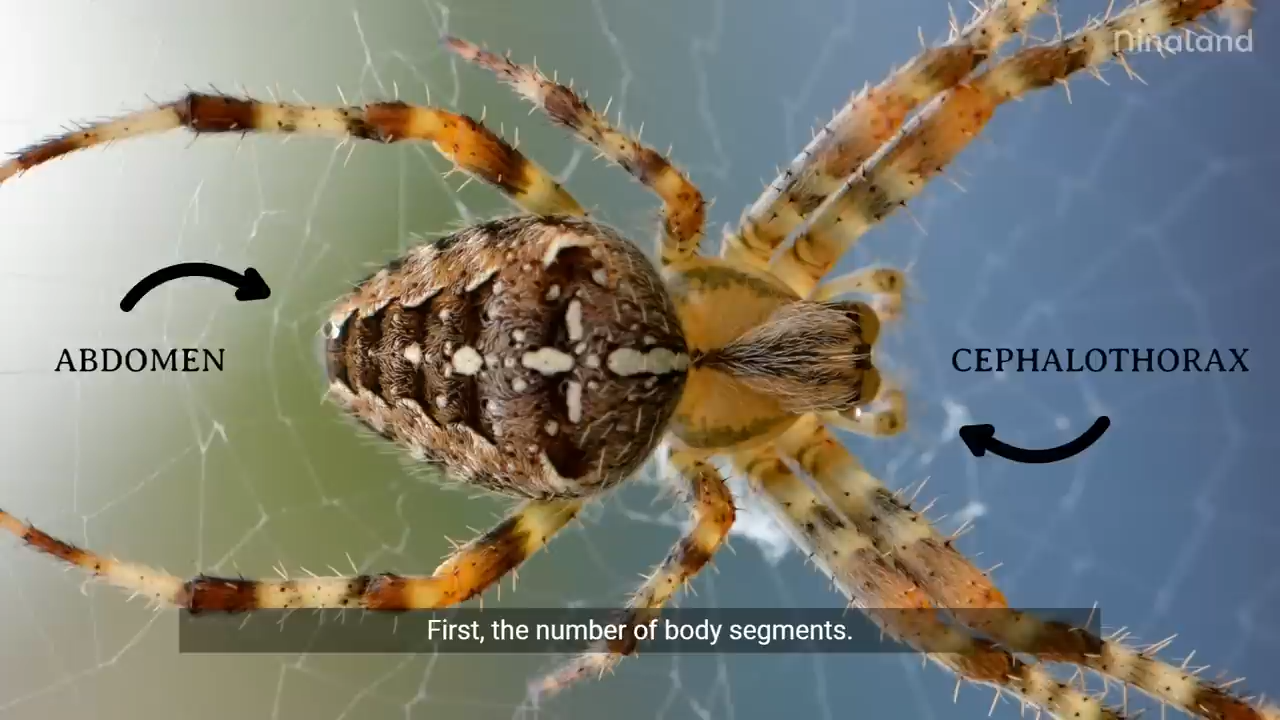 Ninaland
ABDOMEN
CEPHALOTHORAX
First, the number of body segments.